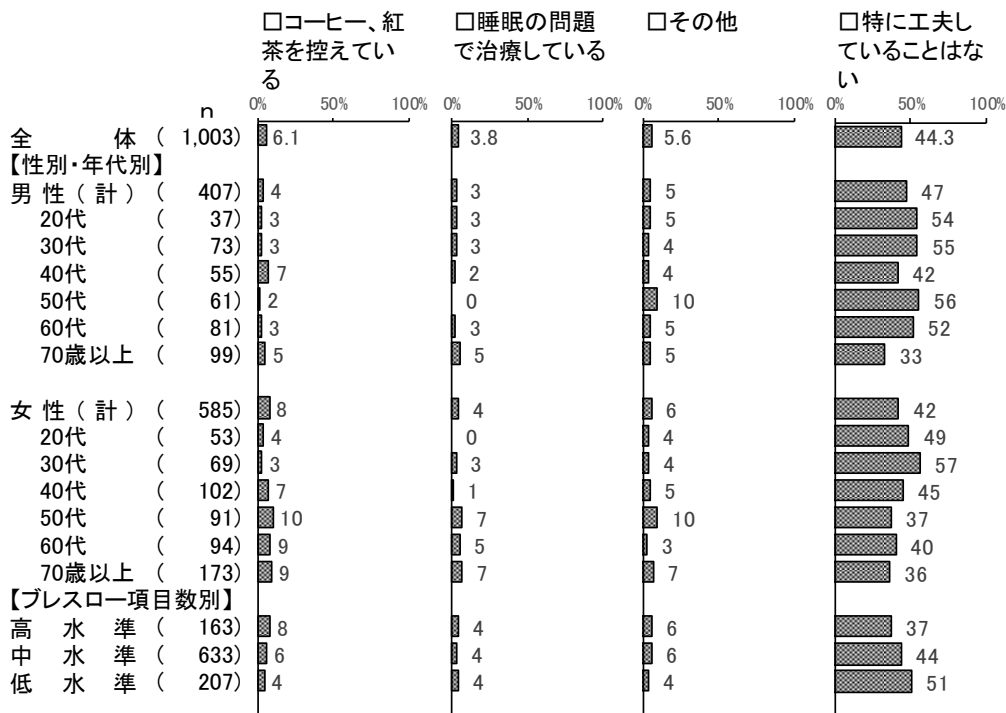 □コーヒー、紅茶を控えている
□睡眠の問題で治療している
□その他
□特に工夫していることはない
n 0% 50% 100% 0% 50% 100% 0% 50% 100% 0% 50% 100%
全体 ( 1,003) 6.1 3.8 5.6 44.3
【性別・年代別】
男性(計) ( 407) 4 3 5 47
20代 ( 37) 3 3 5 54
30代 ( 73) 3 3 4 55
40代 ( 55) 7 2 4 42
50代 ( 61) 2 0 10 56
60代 ( 81) 3 3 5 52
70歳以上 ( 99) 5 5 5 33
女性(計) ( 585) 8 4 6 42
20代 ( 53) 4 0 4 49
30代 ( 69) 3 3 4 57
40代 ( 102) 7 1 5 45
50代 ( 91) 10 7 10 37
60代 ( 94) 9 5 3 40
70歳以上 ( 173) 9 7 7 36
【ブレスロー項目数別】
高水準 ( 163) 8 4 6 37
中水準 ( 633) 6 4 6 44
低水準 ( 207) 4 4 4 51